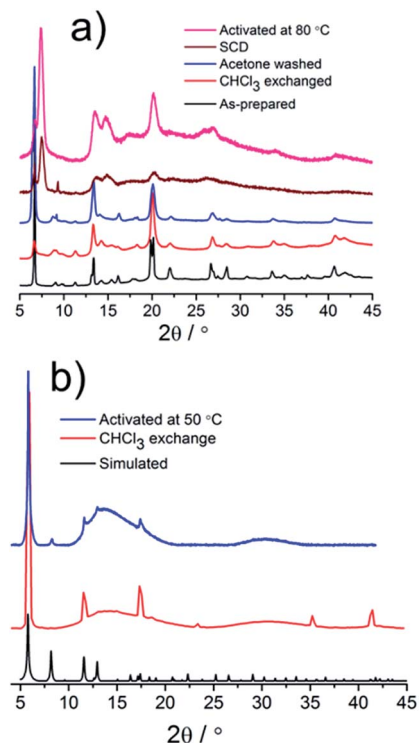 a)
Activated at 80 °C
SCD
Acetone washed
CHCl₃ exchanged
As-prepared
5 10 15 20 25 30 35 40 45
2θ / °
b)
Activated at 50 °C
CHCl₃ exchange
Simulated
5 10 15 20 25 30 35 40 45
2θ / °